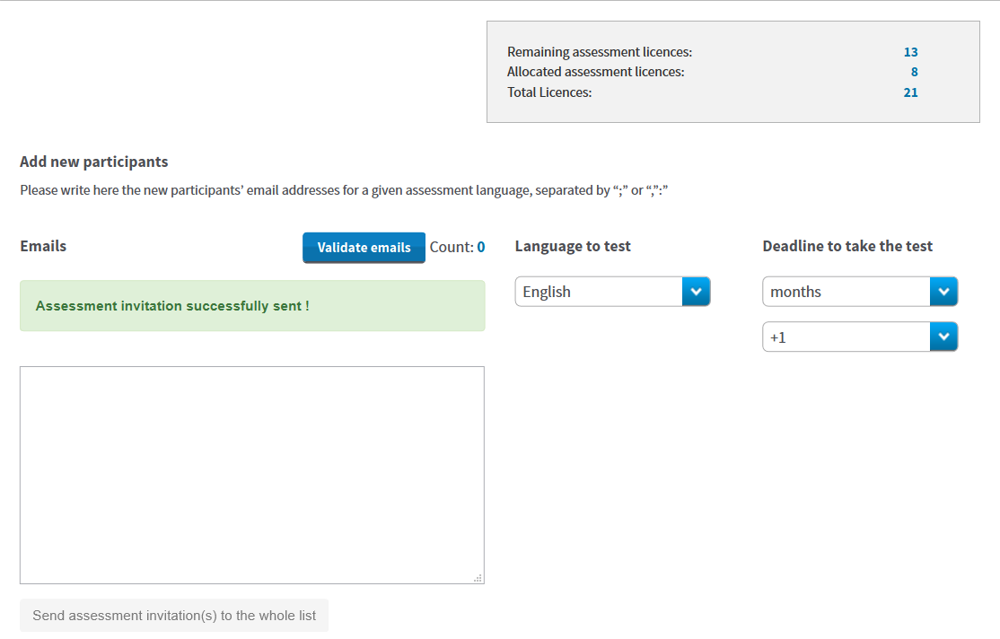 Remaining assessment licences: 13
Allocated assessment licences: 8
Total Licences: 21
Add new participants
Please write here the new participants’ email addresses for a given assessment language, separated by “;” or “,”:”
Emails
Validate emails
Count: 0
Language to test
Deadline to take the test
Assessment invitation successfully sent !
English
months
+1
Send assessment invitation(s) to the whole list